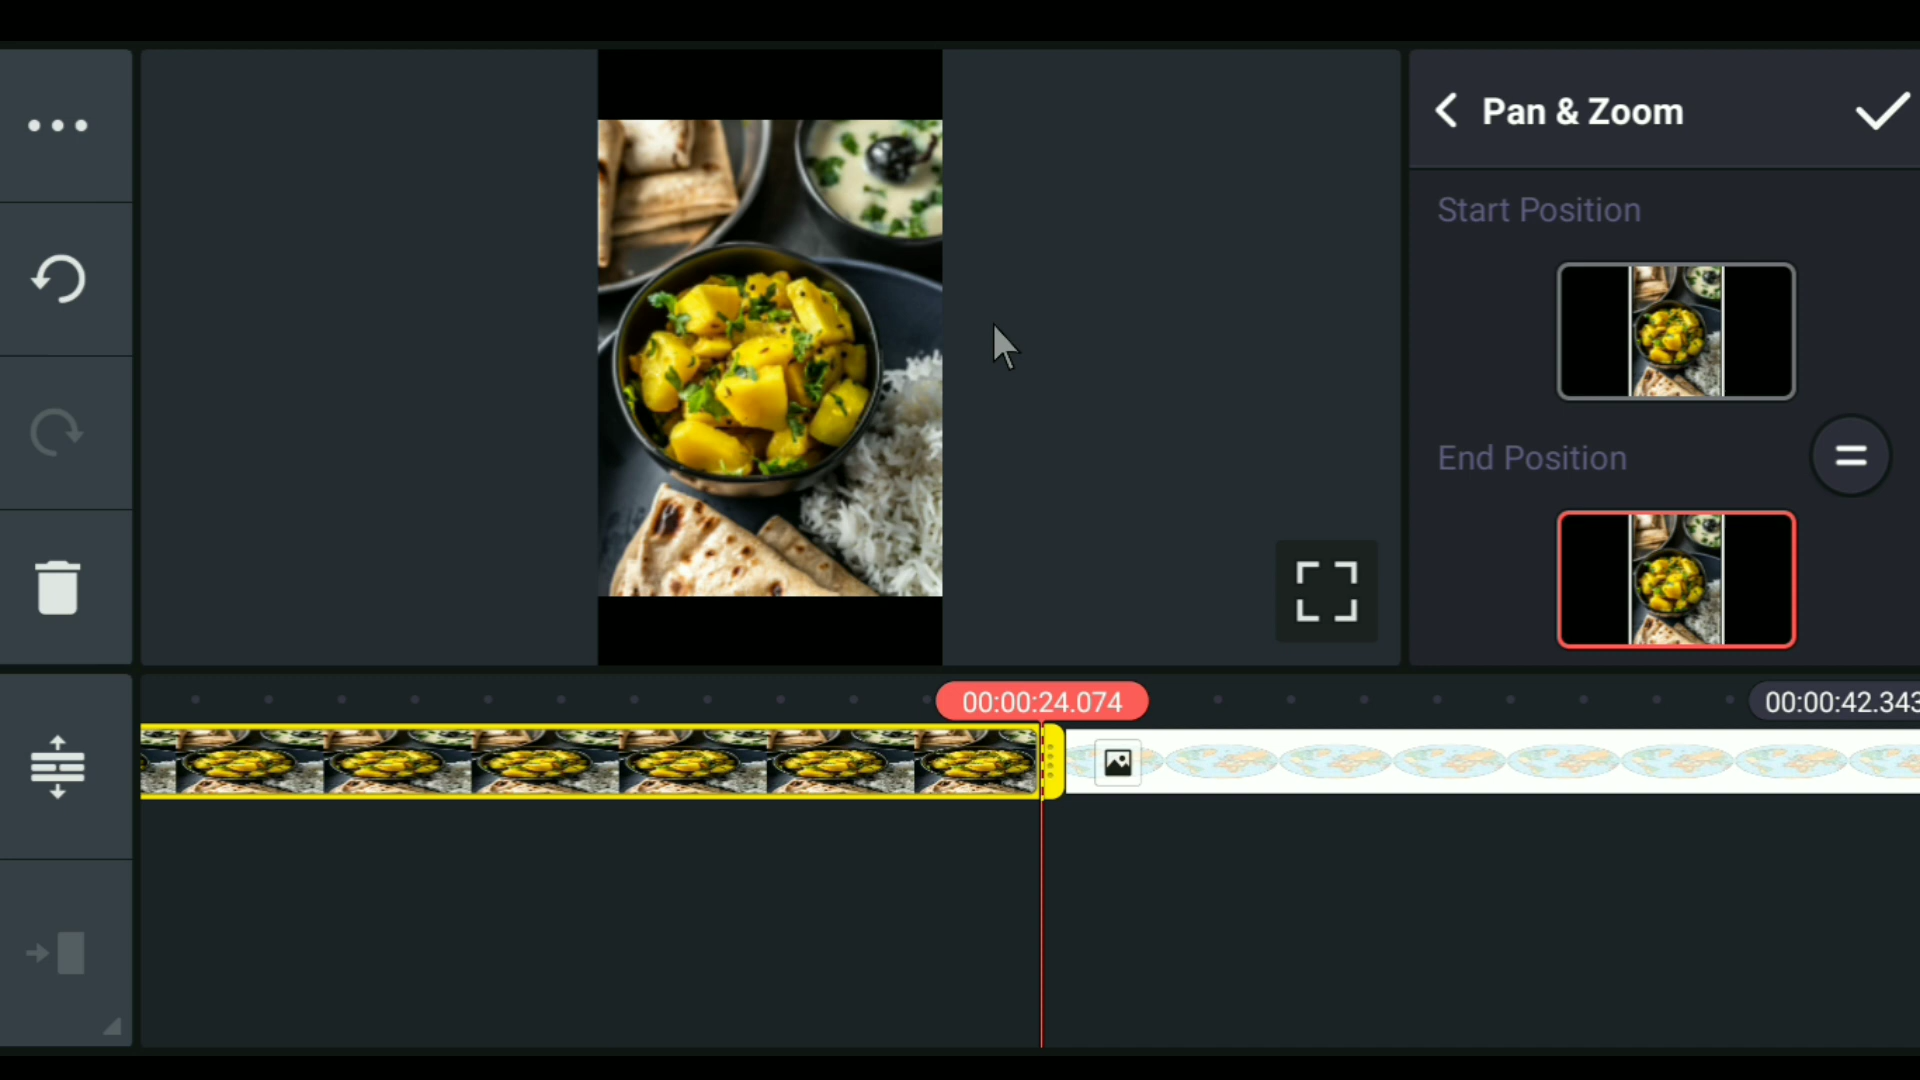 Pan & Zoom
Start Position
End Position
00:00:24.074
00:00:42.343